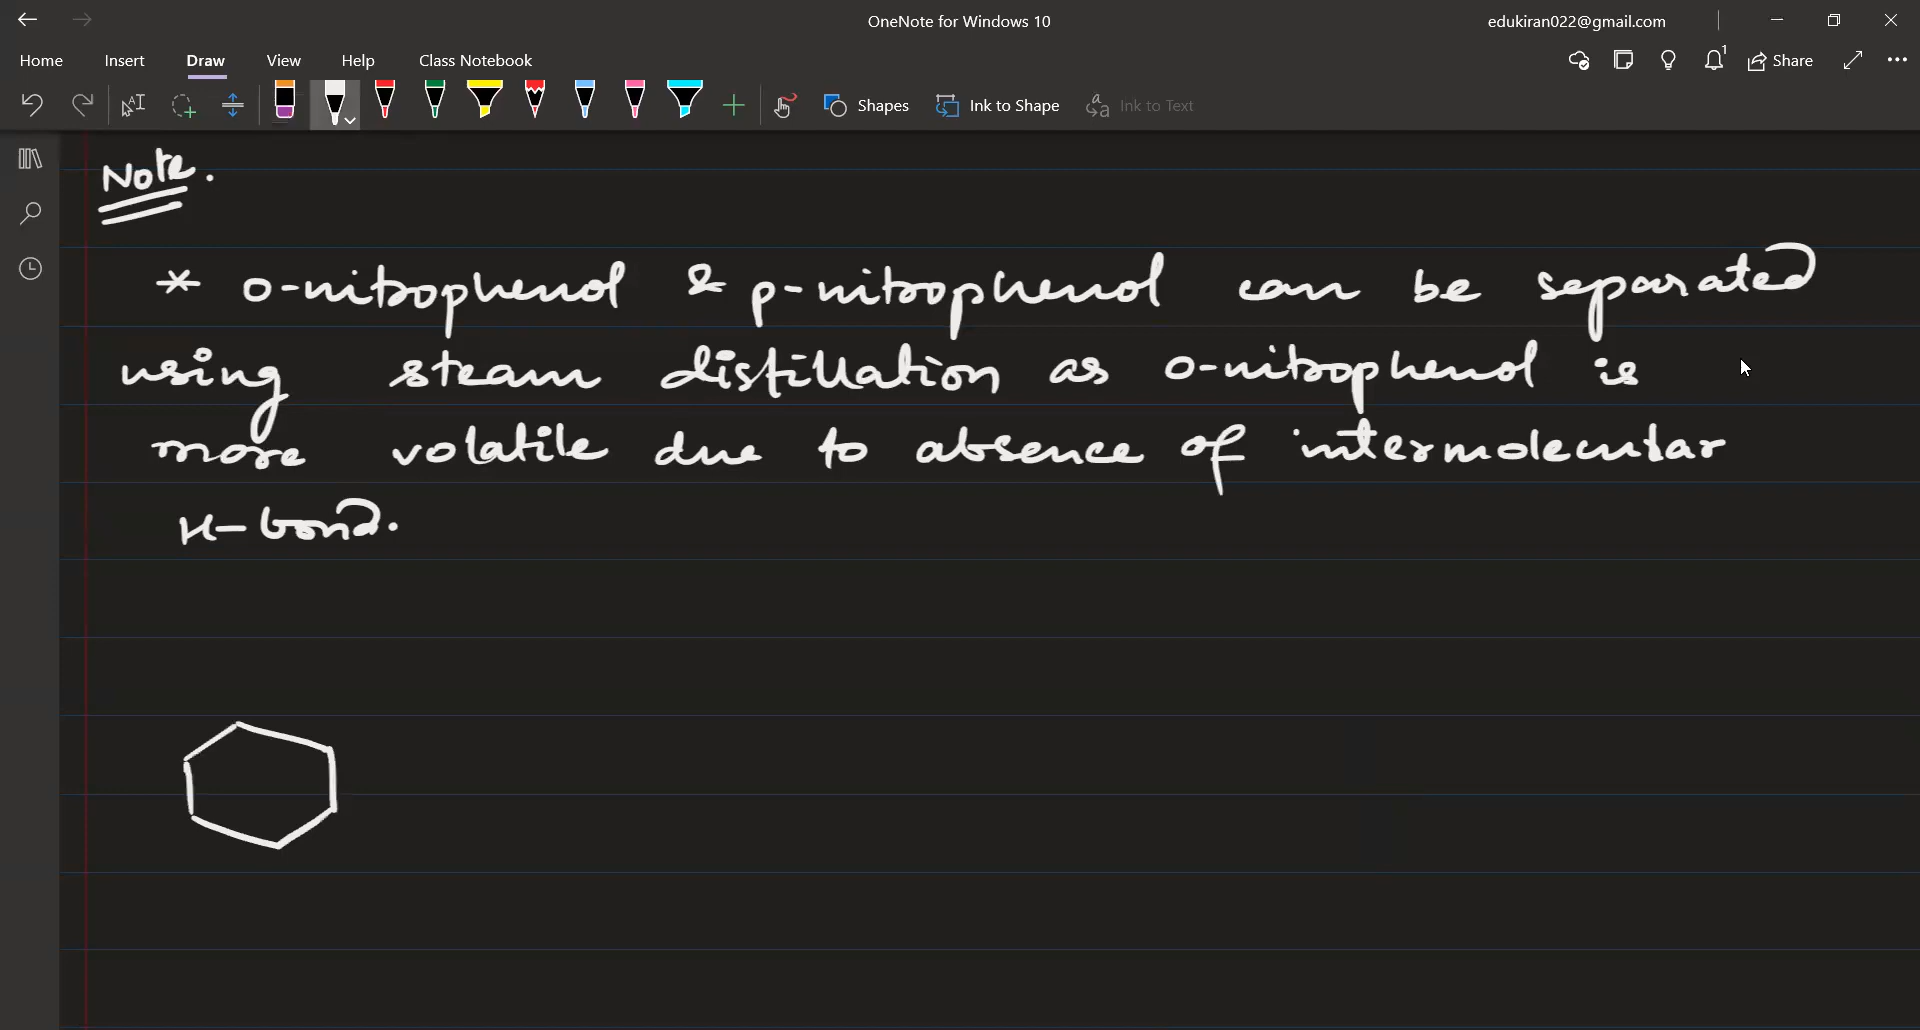 OneNote for Windows 10
edukiran022@gmail.com
Home Insert Draw View Help Class Notebook
1
Share
Shapes Ink to Shape Ink to Text
Note.
* o-nitrophenol & p-nitrophenol can be separated
using steam distillation as o-nitrophenol is
more volatile due to absence of intermolecular
H-bond.